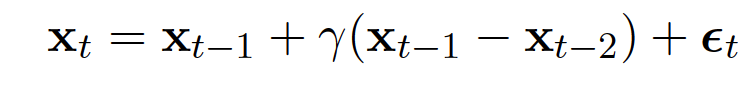 𝐱ₜ = 𝐱ₜ₋₁ + γ(𝐱ₜ₋₁ − 𝐱ₜ₋₂) + 𝛜ₜ